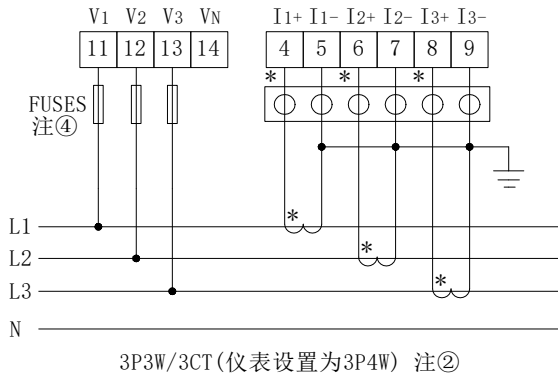 V1 V2 V3 VN I1+ I1- I2+ I2- I3+ I3-
11 12 13 14 4 5 6 7 8 9
* * *
FUSES
注④
L1 *
L2 *
L3 *
N
3P3W/3CT(仪表设置为3P4W) 注②